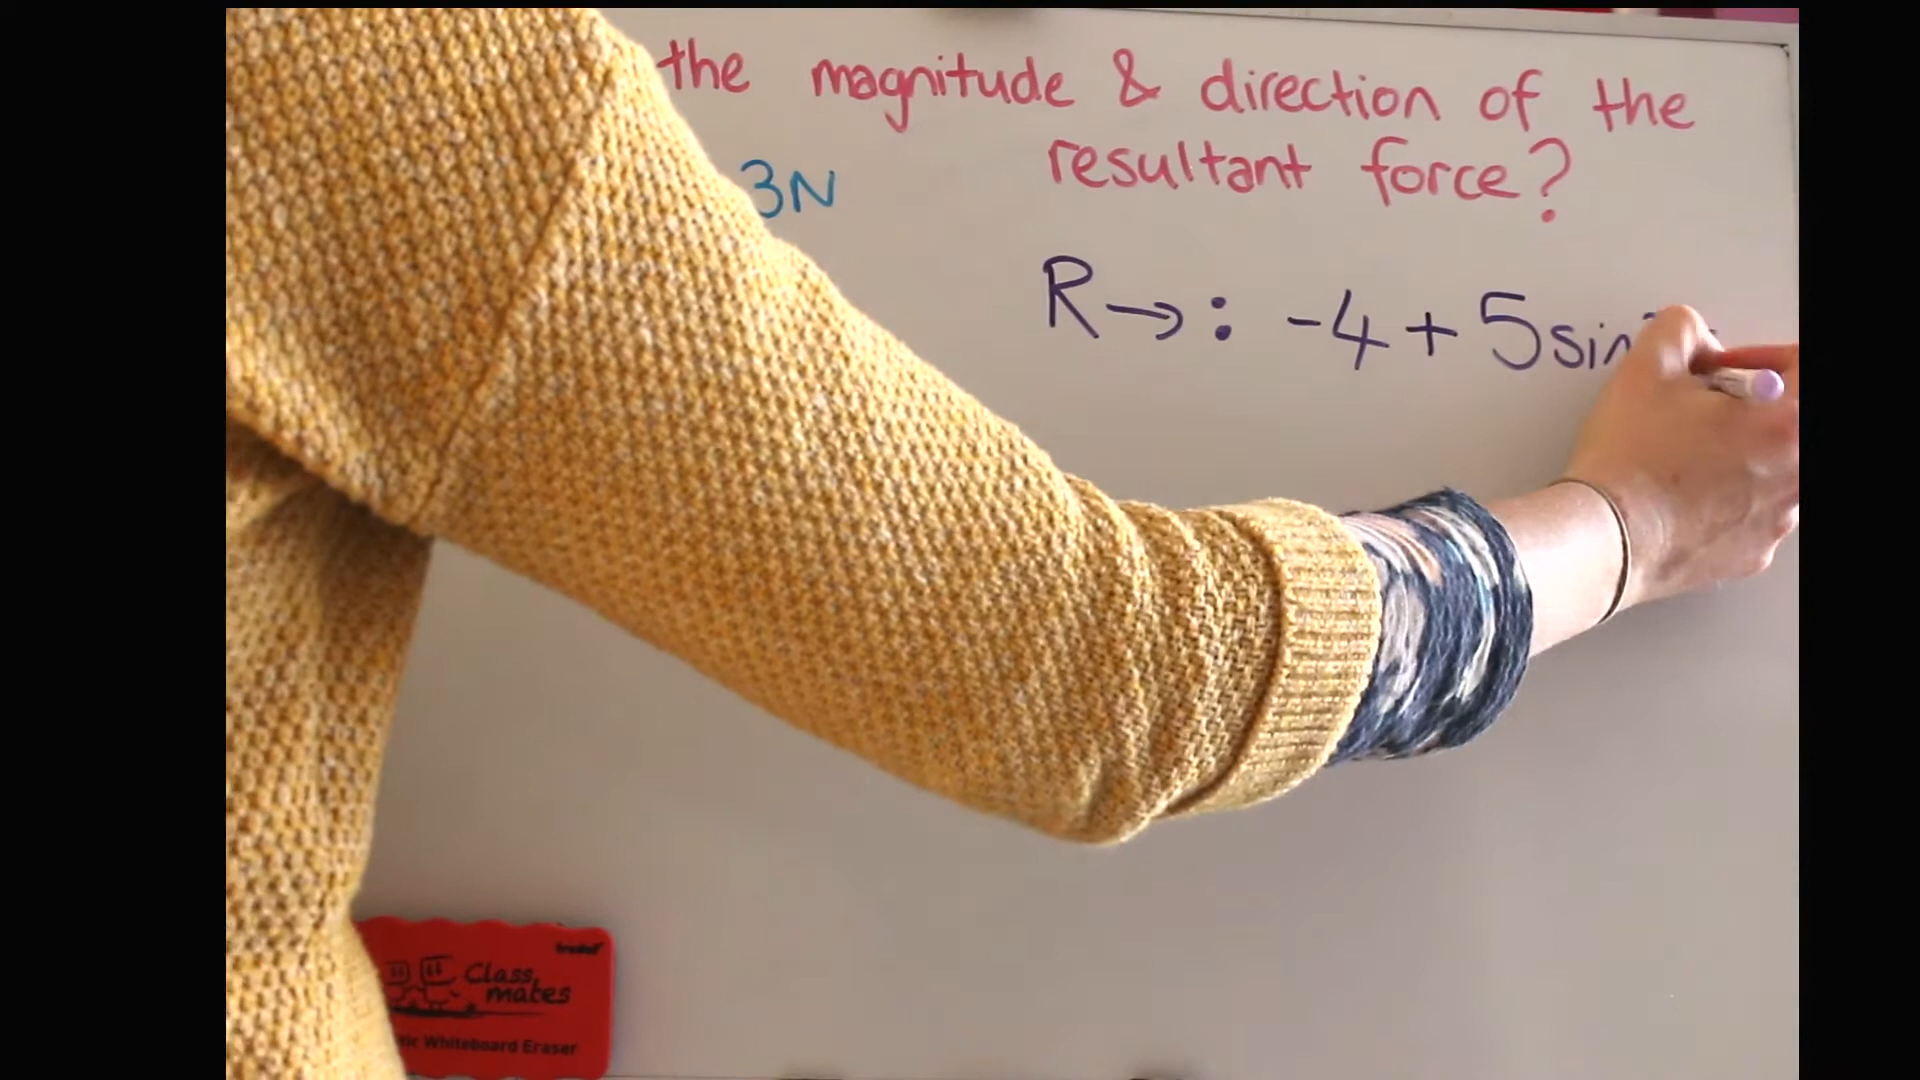 the magnitude & direction of the
resultant force?
3N
R→: -4 + 5sin
Class
mates
Whiteboard Eraser